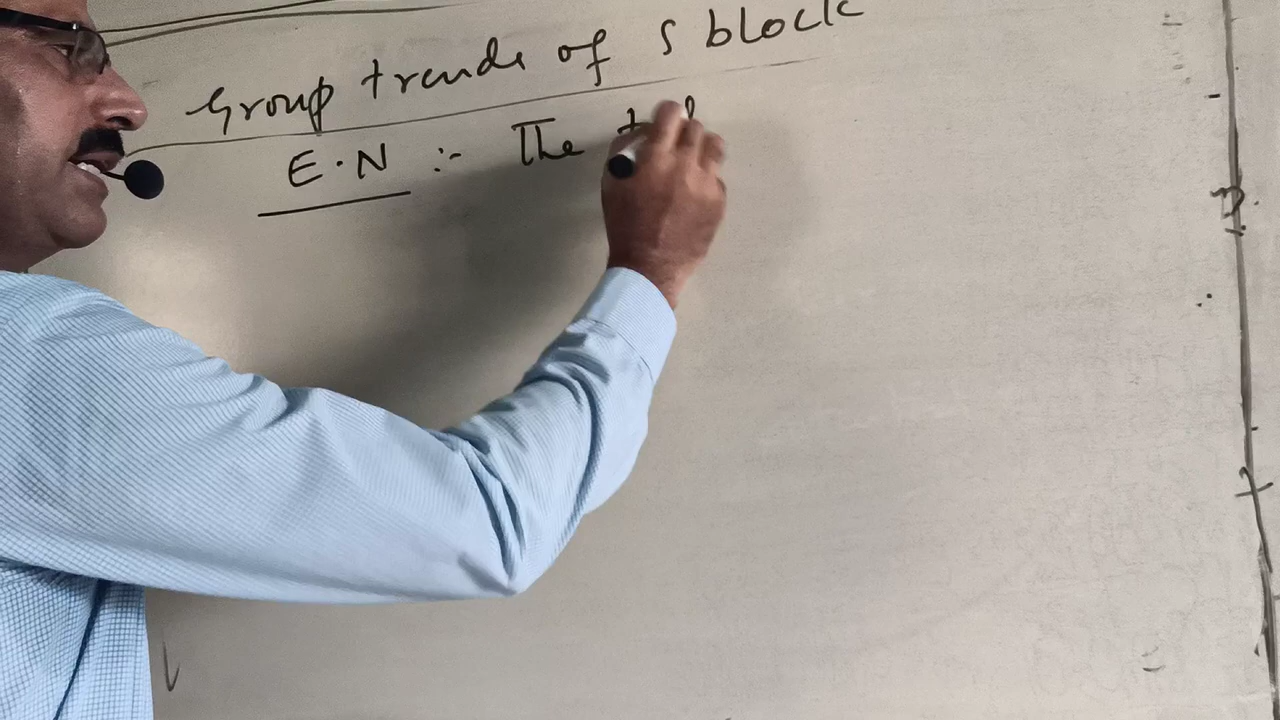 Group trends of s block
E.N :- The